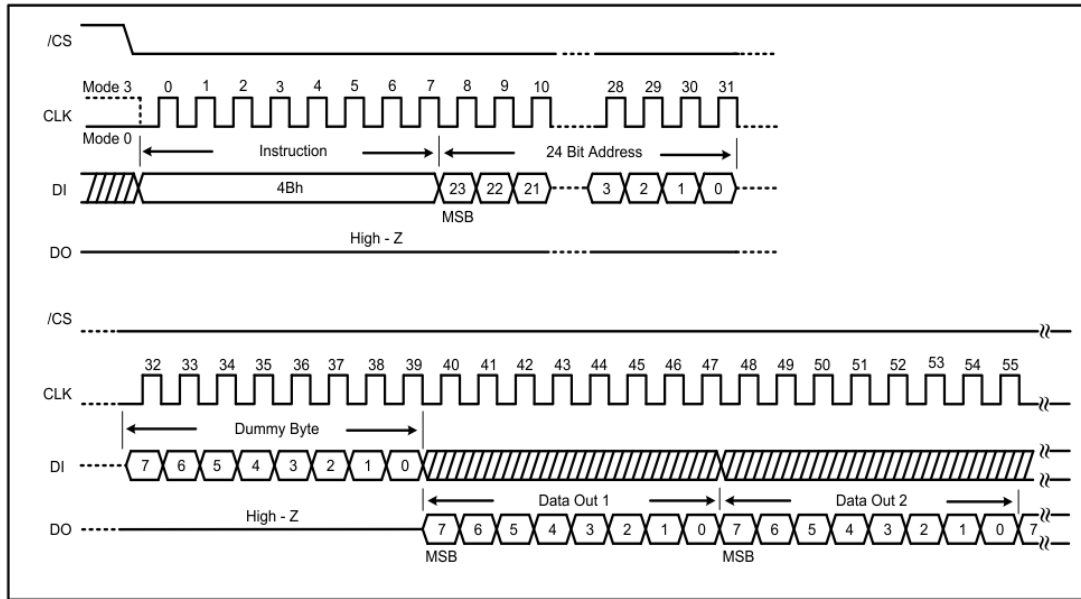 /CS
Mode 3 0 1 2 3 4 5 6 7 8 9 10 28 29 30 31
CLK
Mode 0
Instruction 24 Bit Address
DI 4Bh 23 22 21 3 2 1 0
MSB
High - Z
DO
/CS
32 33 34 35 36 37 38 39 40 41 42 43 44 45 46 47 48 49 50 51 52 53 54 55
CLK
Dummy Byte
DI 7 6 5 4 3 2 1 0
Data Out 1 Data Out 2
High - Z
DO 7 6 5 4 3 2 1 0 7 6 5 4 3 2 1 0 7
MSB MSB